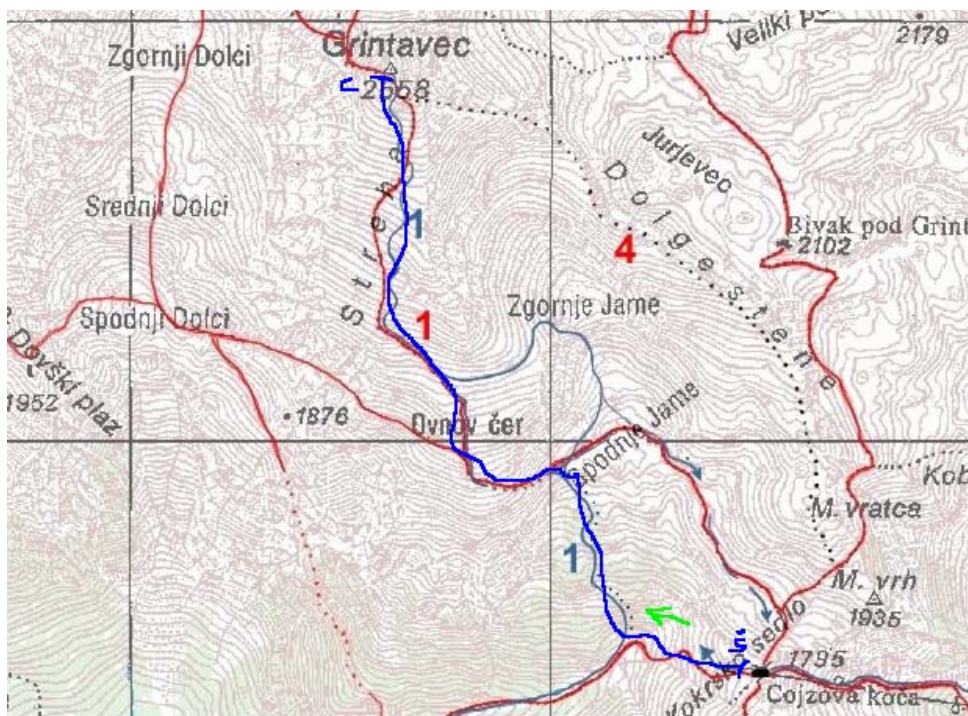 Grintavec
2558
Zgornji Dolci
Veliki
2179
Jurjevec
Dolge stene
Srednji Dolci
Streha
1
4
Bivak pod Grint
2102
Zgornje Jame
Spodnji Dolci
1
Dovški plaz
1952
1876
Ovnov čer
Spodnje Jame
Kob
M. vratca
1
M. vrh
1935
Kokrsko sedlo
1795
Cojzova koča